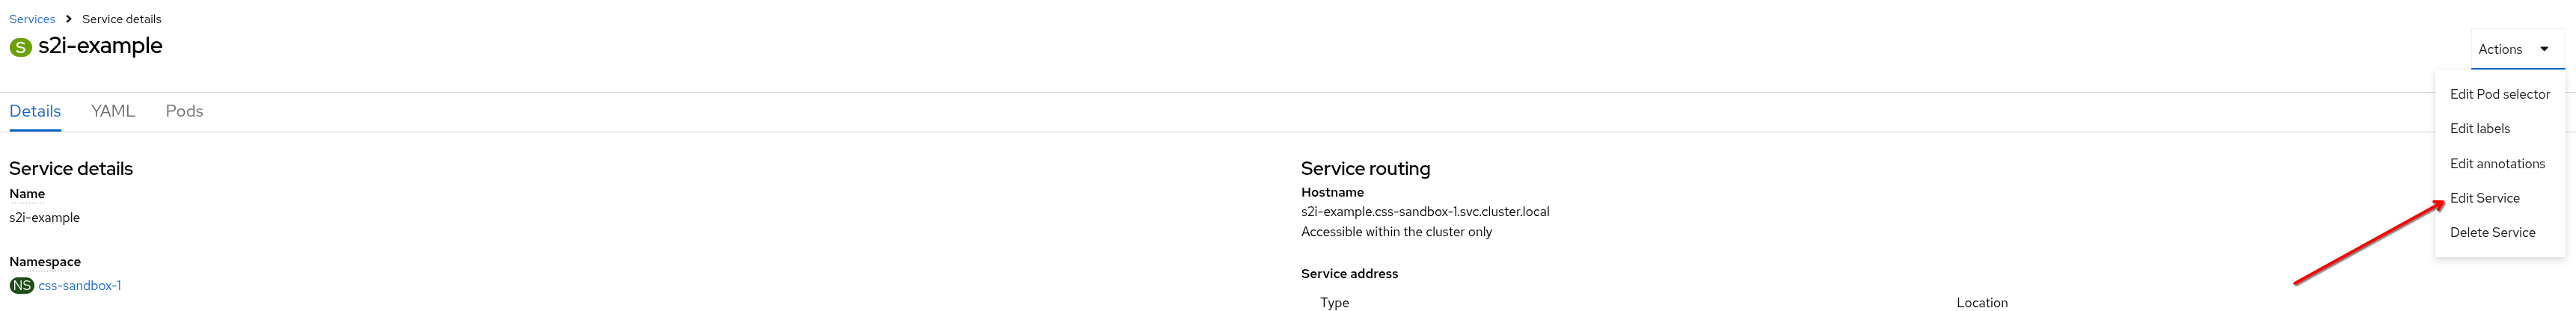 Services > Service details
S s2i-example
Actions
Edit Pod selector
Edit labels
Edit annotations
Edit Service
Delete Service
Details YAML Pods
Service details
Name
s2i-example
Namespace
NS css-sandbox-1
Service routing
Hostname
s2i-example.css-sandbox-1.svc.cluster.local
Accessible within the cluster only
Service address
Type Location